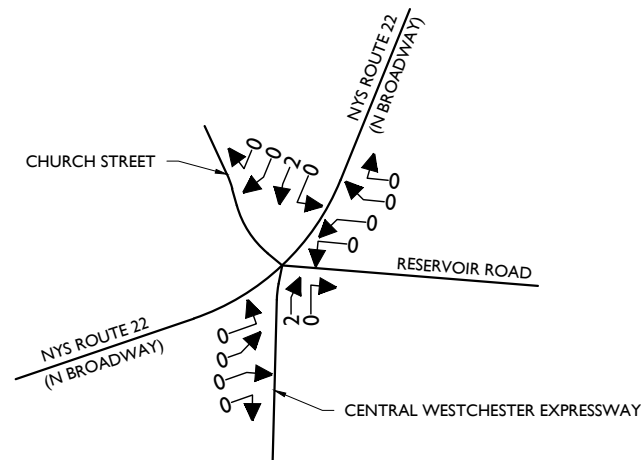 NYS ROUTE 22
(N BROADWAY)
CHURCH STREET
0
0
2
0
0
0
0
0
RESERVOIR ROAD
2
0
NYS ROUTE 22
(N BROADWAY)
0
0
0
0
CENTRAL WESTCHESTER EXPRESSWAY